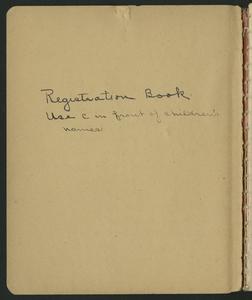 Registration Book.
Use C in front of children's
names